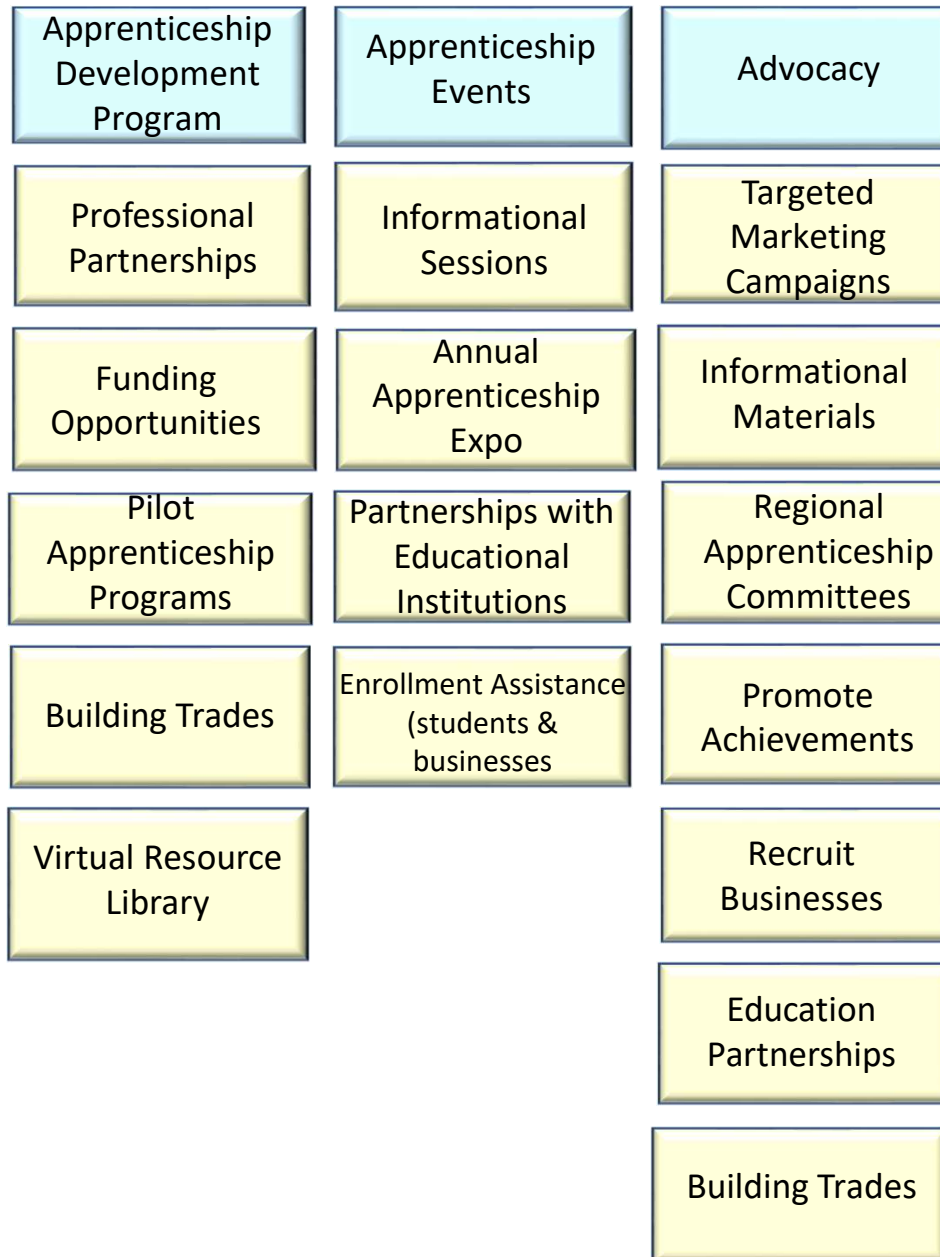 Apprenticeship
Development
Program
Professional
Partnerships
Funding
Opportunities
Pilot
Apprenticeship
Programs
Building Trades
Virtual Resource
Library
Apprenticeship
Events
Informational
Sessions
Annual
Apprenticeship
Expo
Partnerships with
Educational
Institutions
Enrollment Assistance
(students &
businesses
Advocacy
Targeted
Marketing
Campaigns
Informational
Materials
Regional
Apprenticeship
Committees
Promote
Achievements
Recruit
Businesses
Education
Partnerships
Building Trades